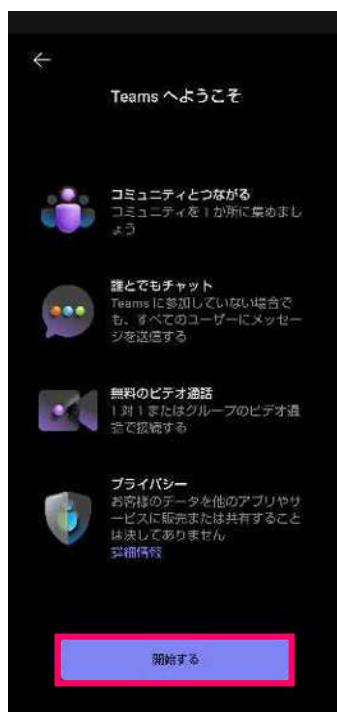 Teams へようこそ
コミュニティとつながる
コミュニティを1か所に集めまし
ょう
誰とでもチャット
Teams に参加していない場合で
も、すべてのユーザーにメッセー
ジを送信する
無料のビデオ通話
1対1またはグループのビデオ通
話で接続する
プライバシー
お客様のデータを他のアプリやサ
ービスに販売または共有すること
は決してありません
詳細情報
開始する